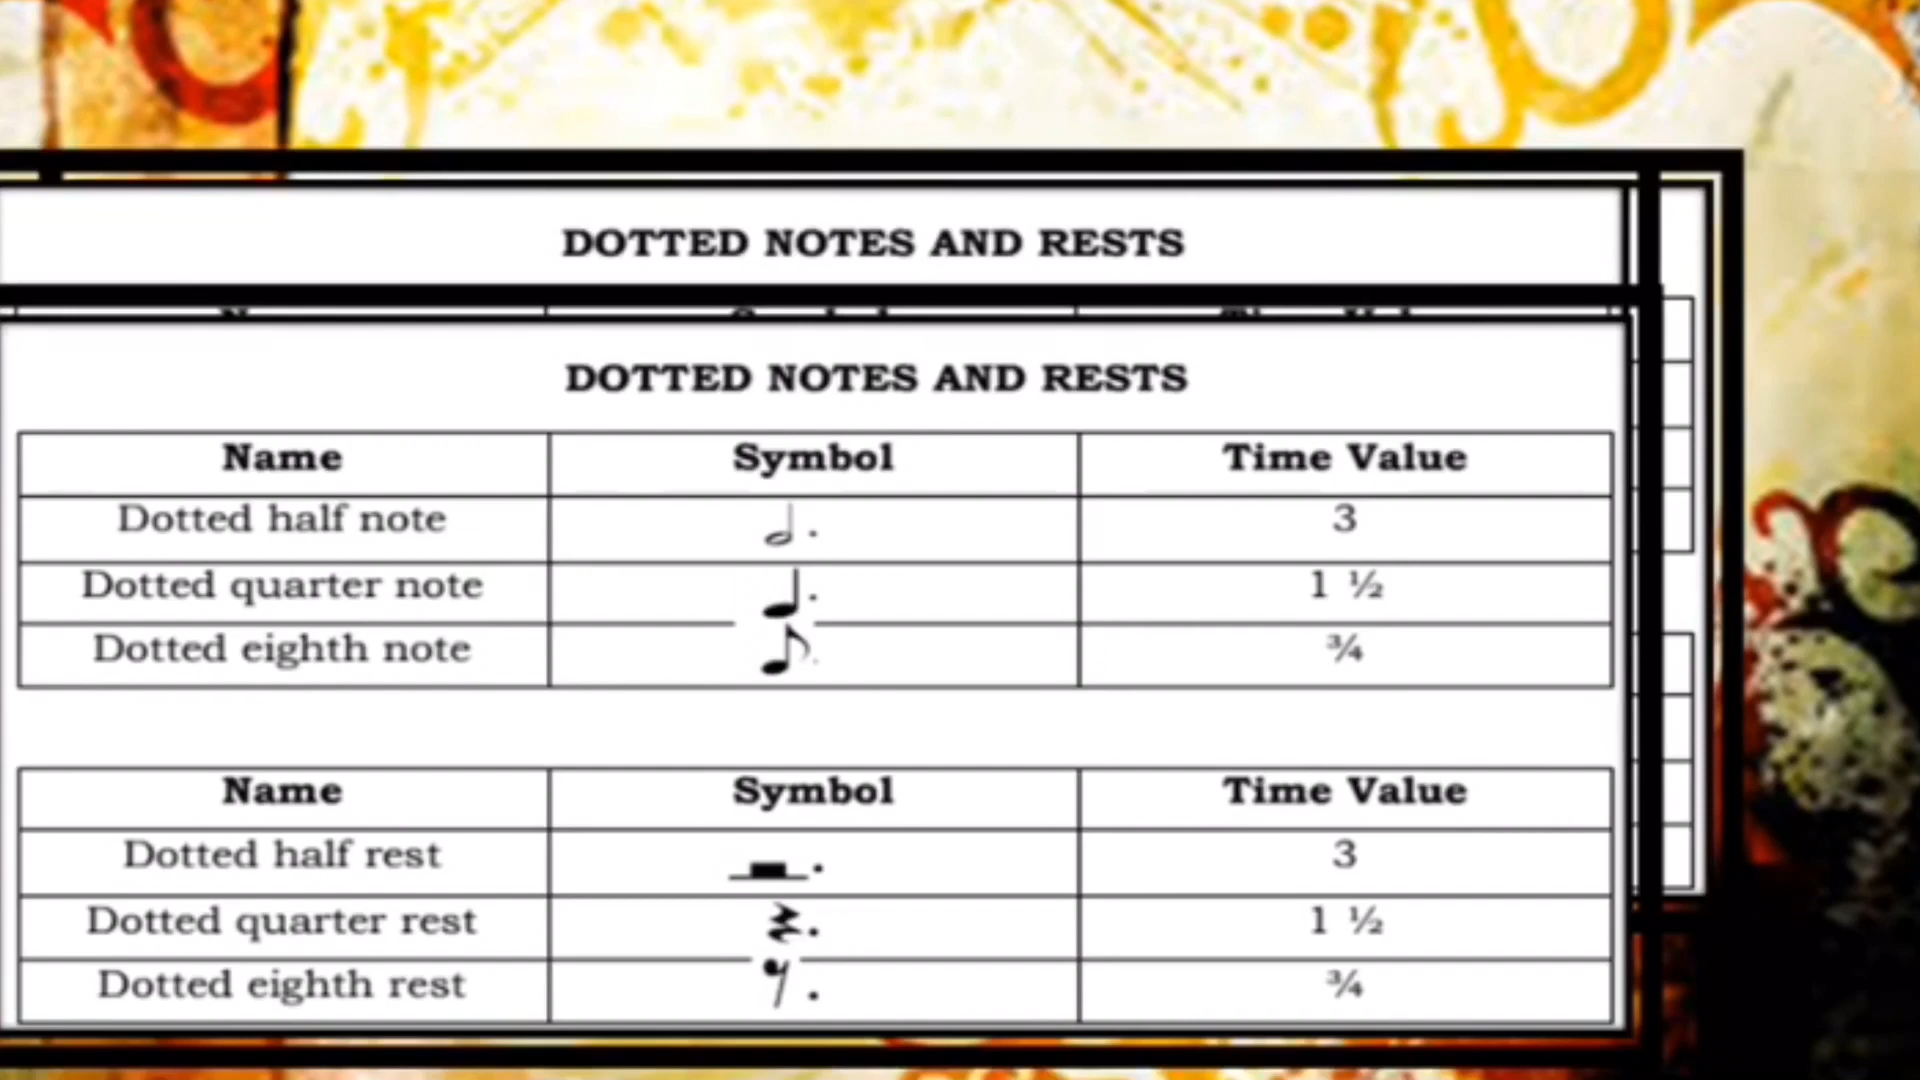 DOTTED NOTES AND RESTS
DOTTED NOTES AND RESTS
Name Symbol Time Value
Dotted half note 3
Dotted quarter note 1 ½
Dotted eighth note ¾
Name Symbol Time Value
Dotted half rest 3
Dotted quarter rest 1 ½
Dotted eighth rest ¾